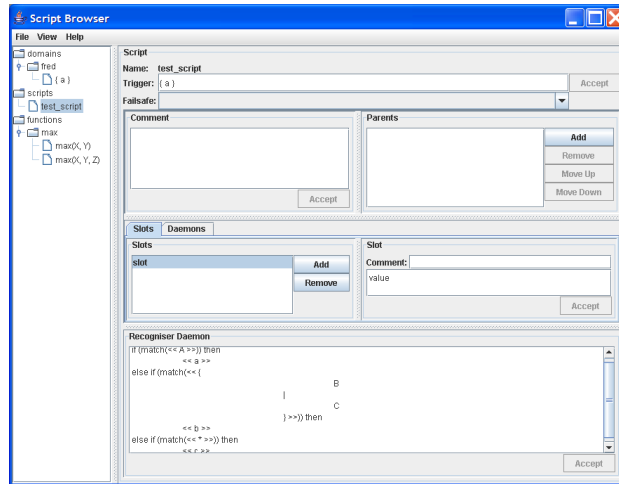 Script Browser
File View Help
domains
fred
{ a }
scripts
test_script
functions
max
max(X, Y)
max(X, Y, Z)
Script
Name: test_script
Trigger: { a }
Accept
Failsafe:
Comment
Accept
Parents
Add
Remove
Move Up
Move Down
Slots Daemons
Slots
slot
Add
Remove
Slot
Comment:
value
Accept
Recogniser Daemon
if (match(<< A >>)) then
<< a >>
else if (match(<< {
B
|
C
} >>)) then
<< b >>
else if (match(<< * >>)) then
<< c >>
Accept